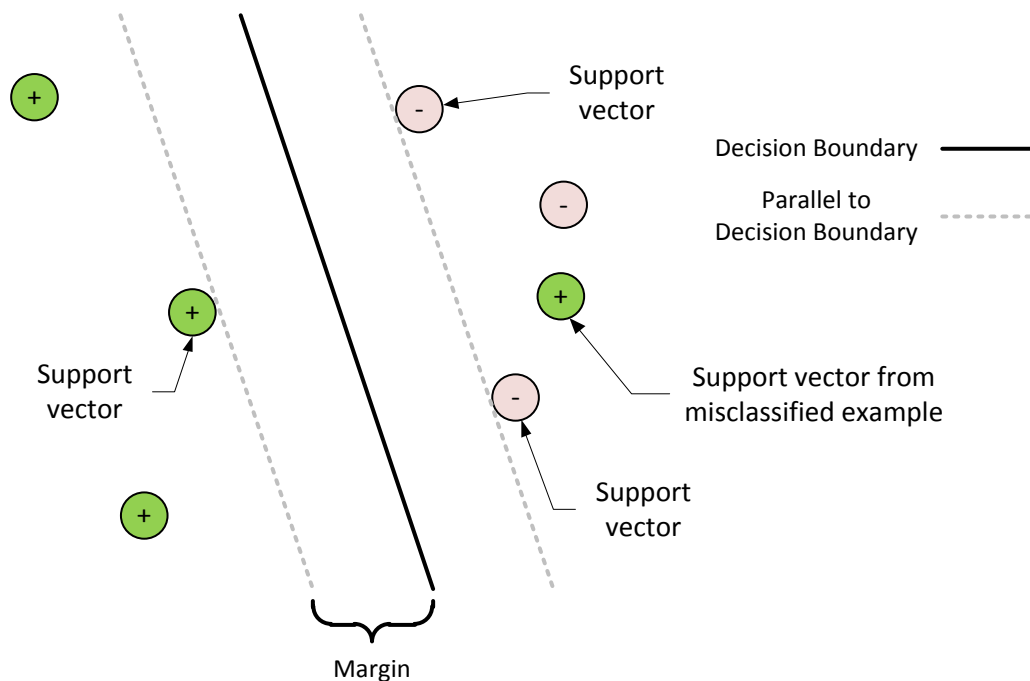 +
-
Support
vector
Decision Boundary
-
Parallel to
Decision Boundary
+
+
Support
vector
Support vector from
misclassified example
-
Support
vector
+
Margin